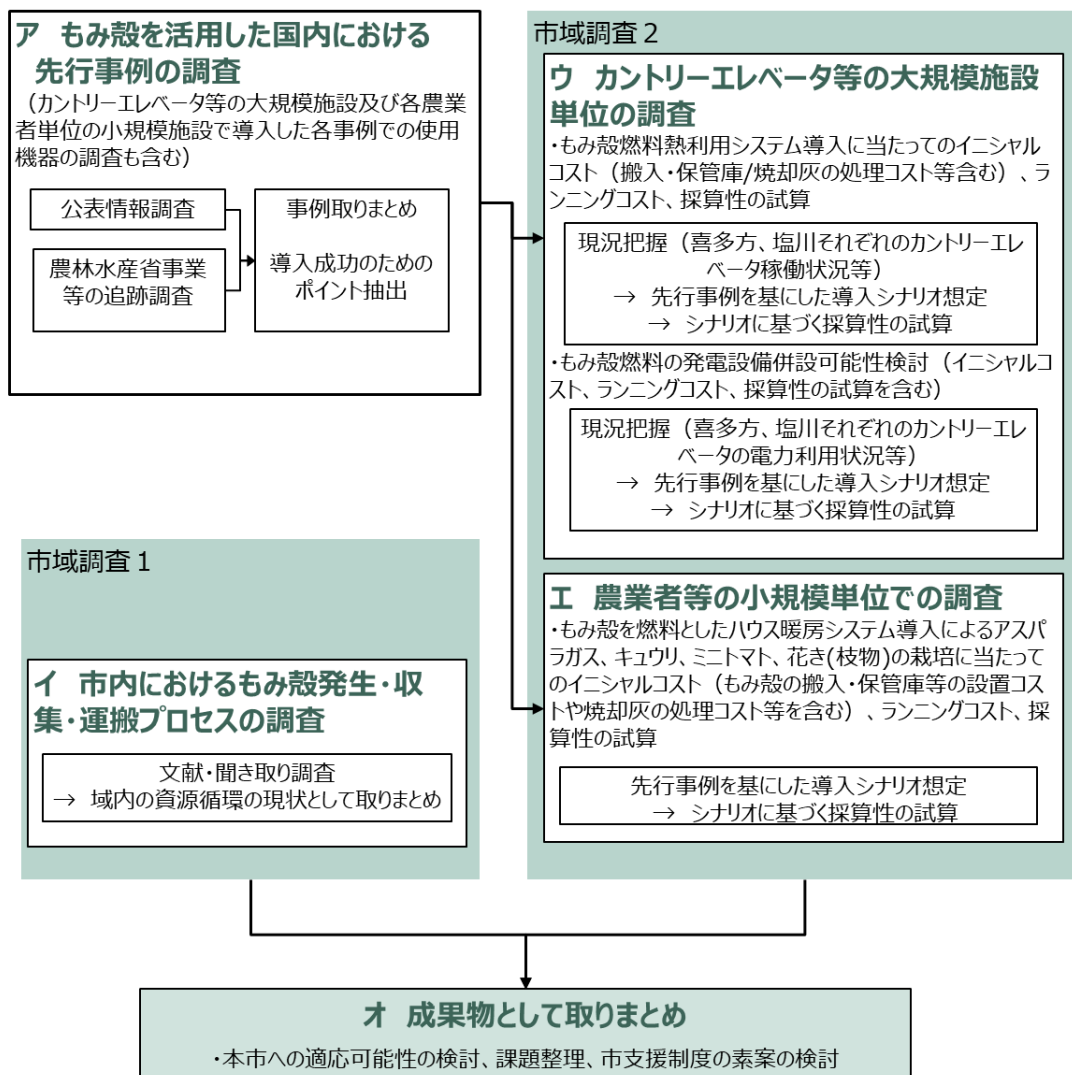 ア もみ殻を活用した国内における
先行事例の調査
（カントリーエレベータ等の大規模施設及び各農業
者単位の小規模施設で導入した各事例での使用
機器の調査も含む）
公表情報調査
農林水産省事業
等の追跡調査
事例取りまとめ
導入成功のための
ポイント抽出
市域調査１
イ 市内におけるもみ殻発生・収
集・運搬プロセスの調査
文献・聞き取り調査
→ 域内の資源循環の現状として取りまとめ
市域調査２
ウ カントリーエレベータ等の大規模施設
単位の調査
・もみ殻燃料熱利用システム導入に当たってのイニシャル
コスト（搬入・保管庫/焼却灰の処理コスト等含む）、ラ
ンニングコスト、採算性の試算
現況把握（喜多方、塩川それぞれのカントリーエレ
ベータ稼働状況等）
→ 先行事例を基にした導入シナリオ想定
→ シナリオに基づく採算性の試算
・もみ殻燃料の発電設備併設可能性検討（イニシャルコ
スト、ランニングコスト、採算性の試算を含む）
現況把握（喜多方、塩川それぞれのカントリーエレ
ベータの電力利用状況等）
→ 先行事例を基にした導入シナリオ想定
→ シナリオに基づく採算性の試算
エ 農業者等の小規模単位での調査
・もみ殻を燃料としたハウス暖房システム導入によるアスパ
ラガス、キュウリ、ミニトマト、花き(枝物)の栽培に当たって
のイニシャルコスト（もみ殻の搬入・保管庫等の設置コス
トや焼却灰の処理コスト等を含む）、ランニングコスト、採
算性の試算
先行事例を基にした導入シナリオ想定
→ シナリオに基づく採算性の試算
オ 成果物として取りまとめ
・本市への適応可能性の検討、課題整理、市支援制度の素案の検討